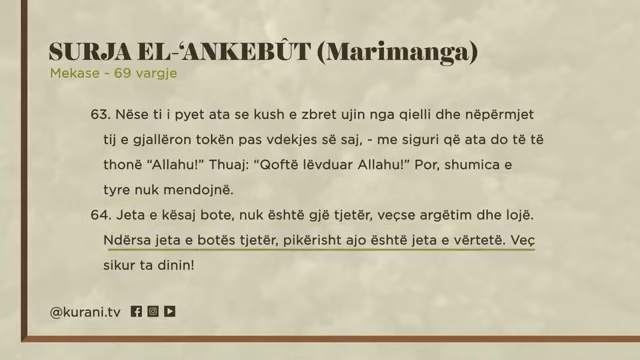 SURJA EL-‘ANKEBÛT (Marimanga)
Mekase - 69 vargje
63. Nëse ti i pyet ata se kush e zbret ujin nga qielli dhe nëpërmjet
tij e gjallëron tokën pas vdekjes së saj, - me siguri që ata do të të
thonë “Allahu!” Thuaj: “Qoftë lëvduar Allahu!” Por, shumica e
tyre nuk mendojnë.
64. Jeta e kësaj bote, nuk është gjë tjetër, veçse argëtim dhe lojë.
Ndërsa jeta e botës tjetër, pikërisht ajo është jeta e vërtetë. Veç
sikur ta dinin!
@kurani.tv